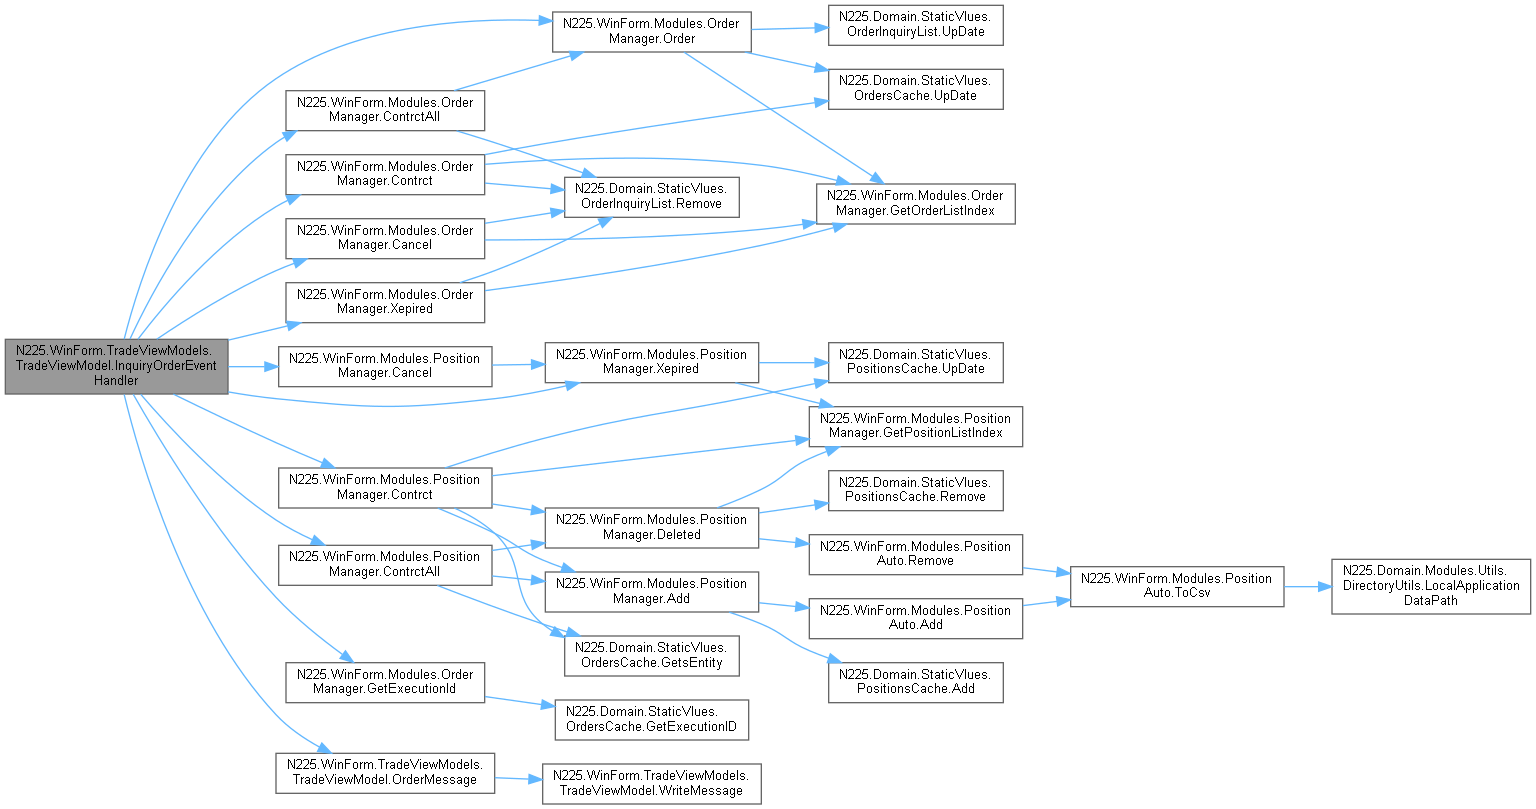 N225.WinForm.TradeViewModels.
TradeViewModel.InquiryOrderEvent
Handler
N225.WinForm.Modules.Order
Manager.Order
N225.WinForm.Modules.Order
Manager.ContrctAll
N225.WinForm.Modules.Order
Manager.Contrct
N225.WinForm.Modules.Order
Manager.Cancel
N225.WinForm.Modules.Order
Manager.Xepired
N225.WinForm.Modules.Position
Manager.Cancel
N225.WinForm.Modules.Position
Manager.Contrct
N225.WinForm.Modules.Position
Manager.ContrctAll
N225.WinForm.Modules.Order
Manager.GetExecutionId
N225.WinForm.TradeViewModels.
TradeViewModel.OrderMessage
N225.Domain.StaticVlues.
OrderInquiryList.Remove
N225.WinForm.Modules.Position
Manager.Xepired
N225.WinForm.Modules.Position
Manager.Deleted
N225.WinForm.Modules.Position
Manager.Add
N225.Domain.StaticVlues.
OrdersCache.GetsEntity
N225.Domain.StaticVlues.
OrdersCache.GetExecutionID
N225.WinForm.TradeViewModels.
TradeViewModel.WriteMessage
N225.Domain.StaticVlues.
OrderInquiryList.UpDate
N225.Domain.StaticVlues.
OrdersCache.UpDate
N225.WinForm.Modules.Order
Manager.GetOrderListIndex
N225.Domain.StaticVlues.
PositionsCache.UpDate
N225.WinForm.Modules.Position
Manager.GetPositionListIndex
N225.Domain.StaticVlues.
PositionsCache.Remove
N225.WinForm.Modules.Position
Auto.Remove
N225.WinForm.Modules.Position
Auto.Add
N225.Domain.StaticVlues.
PositionsCache.Add
N225.WinForm.Modules.Position
Auto.ToCsv
N225.Domain.Modules.Utils.
DirectoryUtils.LocalApplication
DataPath